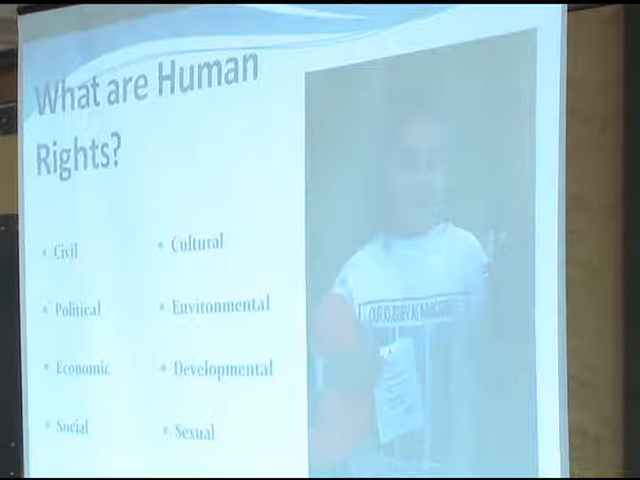 What are Human
Rights?
• Civil
• Political
• Economic
• Social
• Cultural
• Environmental
• Developmental
• Sexual